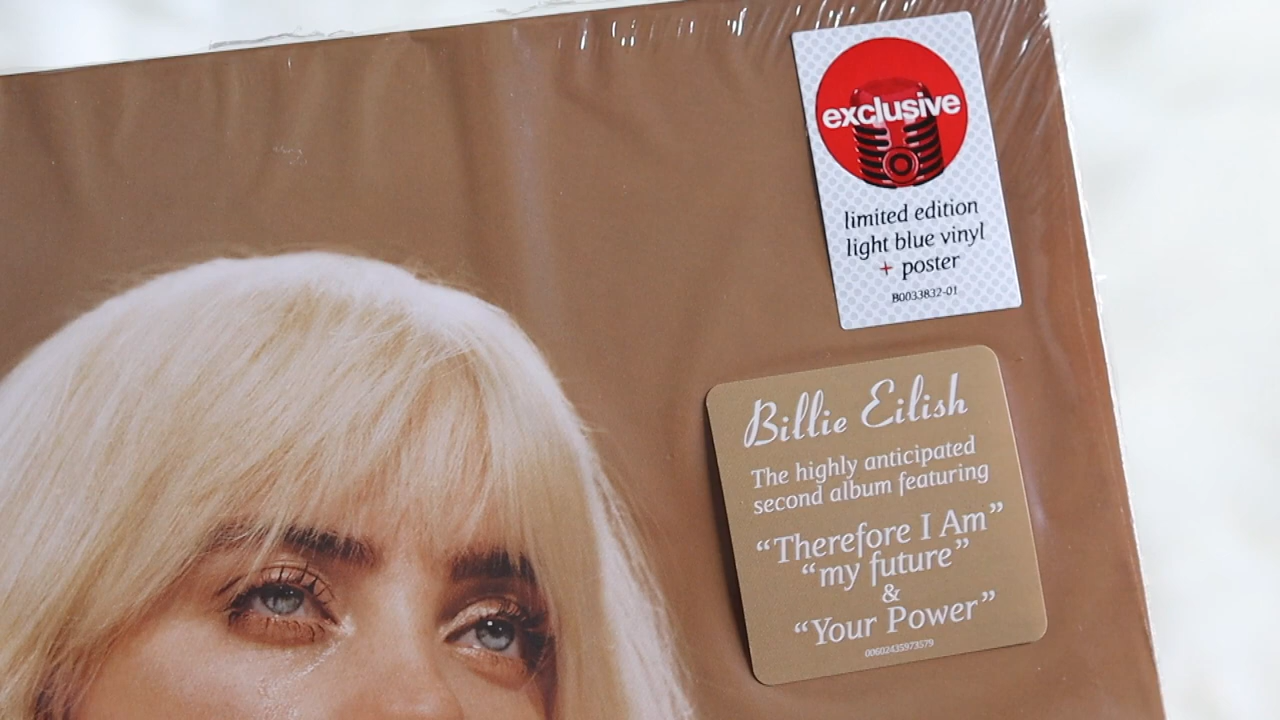 exclusive
limited edition
light blue vinyl
+ poster
B0033832-01
Billie Eilish
The highly anticipated
second album featuring
“Therefore I Am”
“my future”
&
“Your Power”
00602435973579